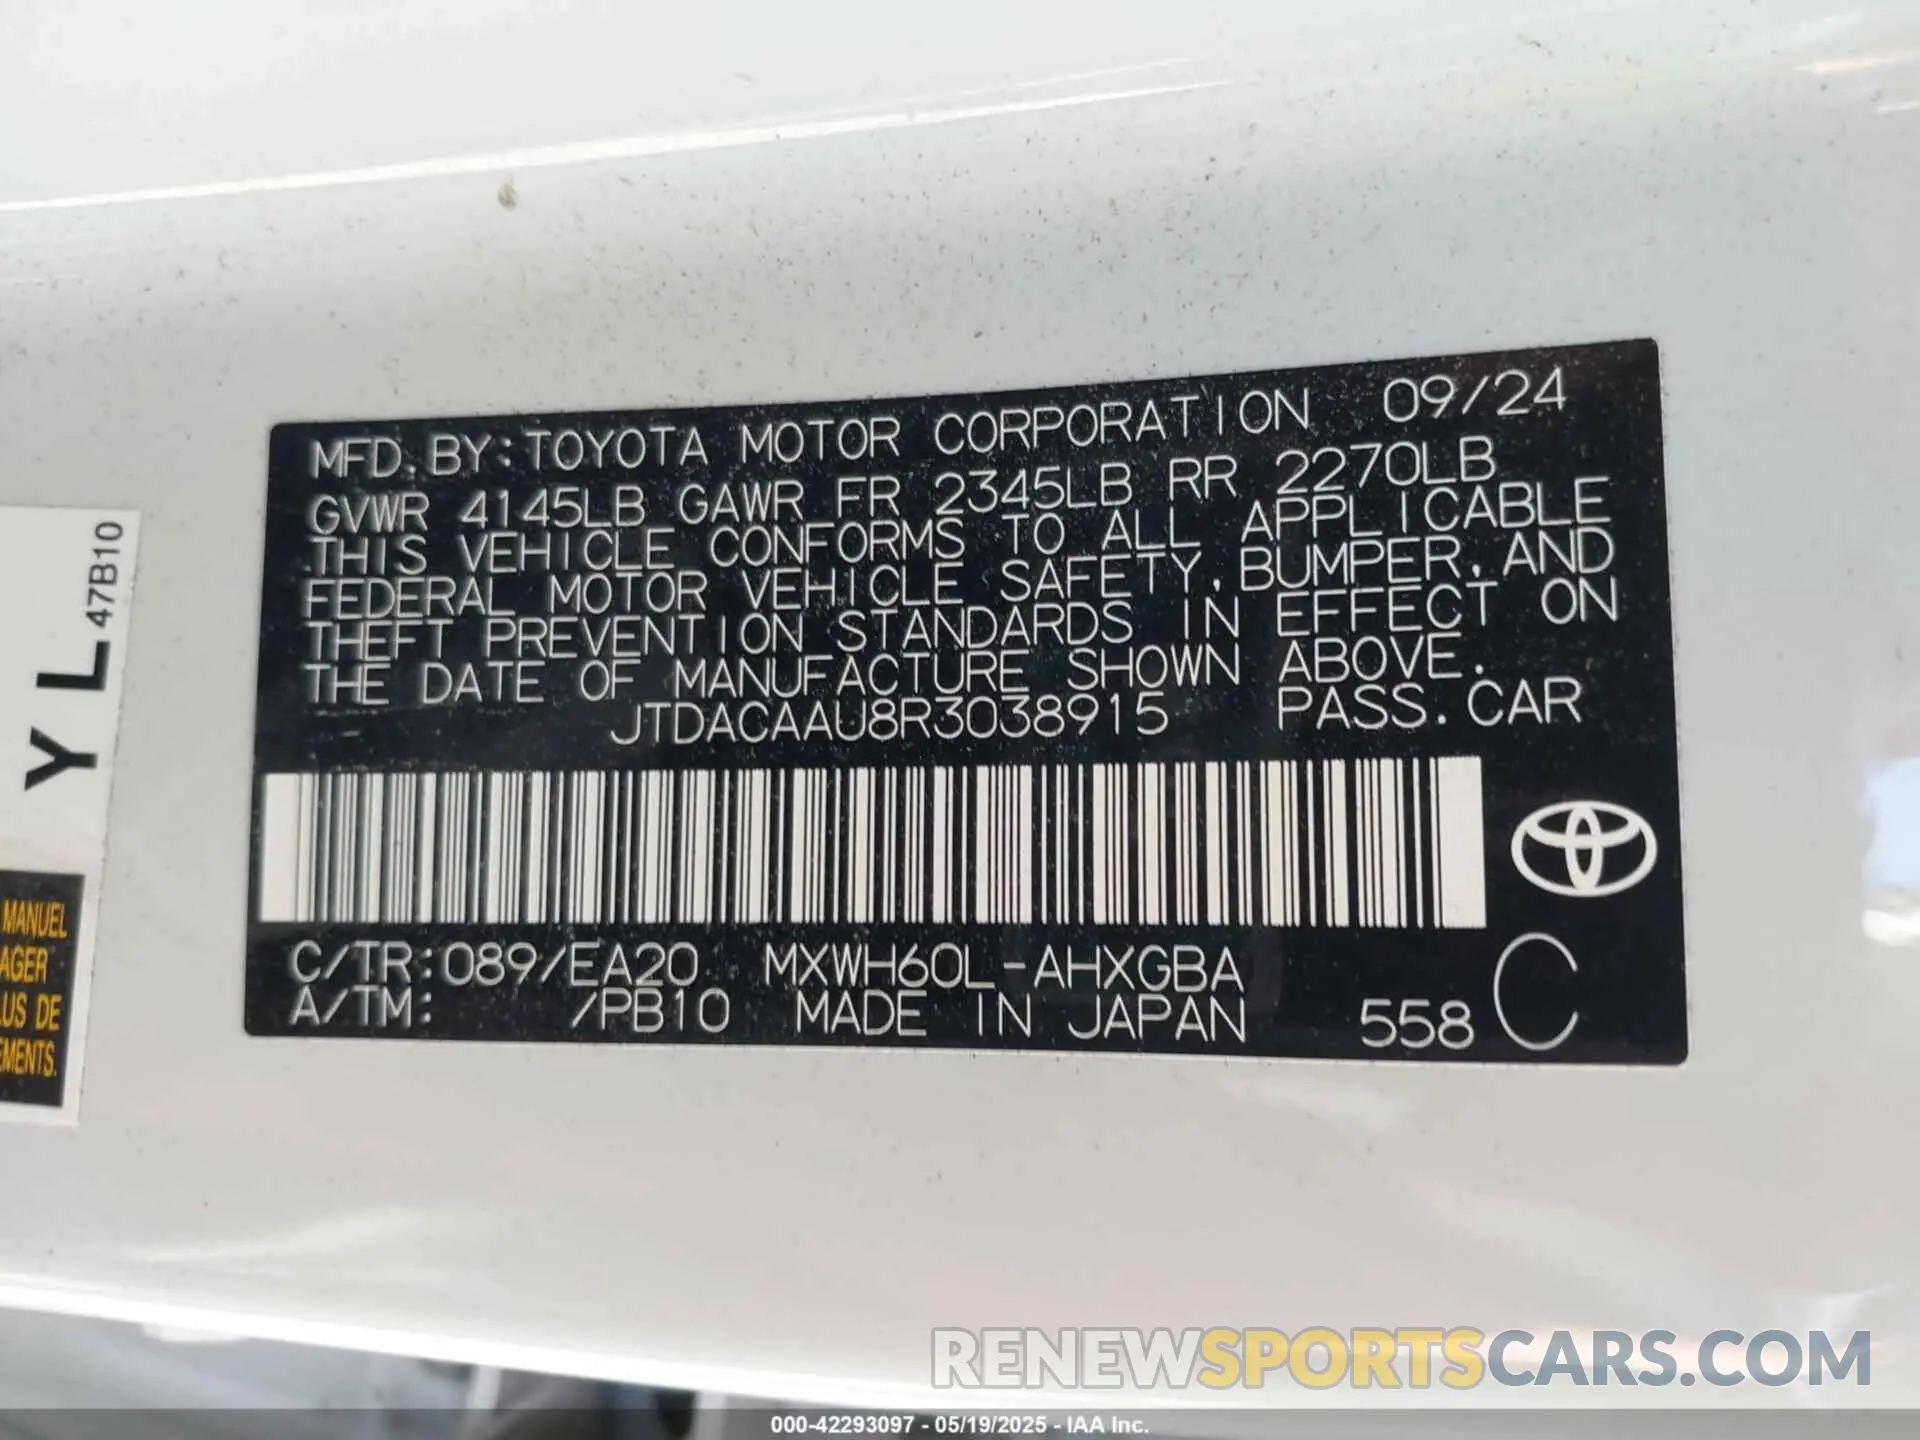 MFD. BY: TOYOTA MOTOR CORPORATION 09/24
GVWR 4145LB GAWR FR 2345LB RR 2270LB
THIS VEHICLE CONFORMS TO ALL APPLICABLE
FEDERAL MOTOR VEHICLE SAFETY, BUMPER, AND
THEFT PREVENTION STANDARDS IN EFFECT ON
THE DATE OF MANUFACTURE SHOWN ABOVE.
JTDACAAU8R3038915 PASS. CAR
C/TR: 089/EA20 MXWH60L-AHXGBA
A/TM: /PB10 MADE IN JAPAN 558 C
Y L 47B10
MANUEL
AGER
LUS DE
EMENTS.
RENEWSPORTSCARS.COM
000-42293097 - 05/19/2025 - IAA Inc.